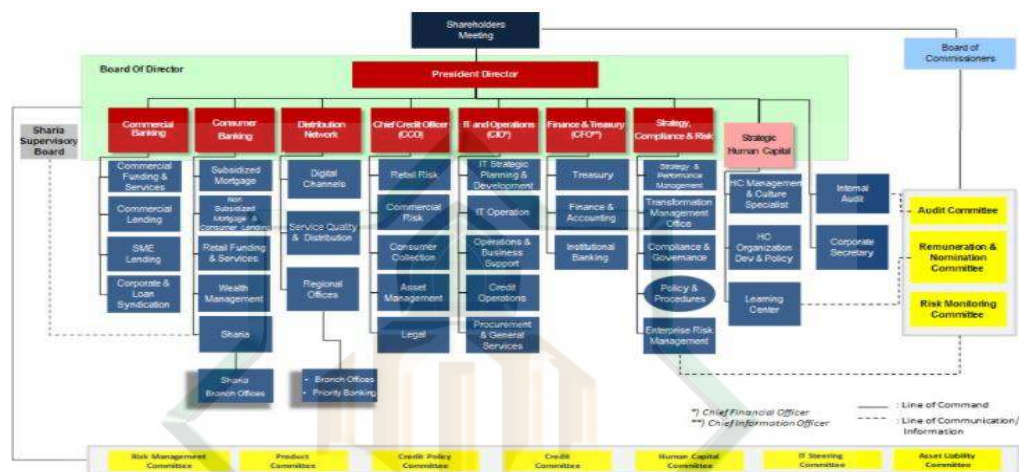 Shareholders
Meeting
Board of
Commissioners
Board Of Director
President Director
Sharia
Supervisory
Board
Commercial
Banking
Consumer
Banking
Distribution
Network
Chief Credit Officer
(CCO)
IT and Operations
(CIO*)
Finance & Treasury
(CFO**)
Strategy,
Compliance & Risk
Strategic
Human Capital
Commercial
Funding &
Services
Commercial
Lending
SME
Lending
Corporate &
Loan
Syndication
Subsidized
Mortgage
Non
Subsidized
Mortgage &
Consumer Lending
Retail Funding
& Services
Wealth
Management
Sharia
Sharia
Branch Offices
Digital
Channels
Service Quality
& Distribution
Regional
Offices
• Branch Offices
• Priority Banking
Retail Risk
Commercial
Risk
Consumer
Collection
Asset
Management
Legal
IT Strategic
Planning &
Development
IT Operation
Operations &
Business
Support
Credit
Operations
Procurement
& General
Services
Treasury
Finance &
Accounting
Institutional
Banking
Strategy &
Performance
Management
Transformation
Management
Office
Compliance &
Governance
Policy &
Procedures
Enterprise Risk
Management
HC Management
& Culture
Specialist
HC
Organization
Dev & Policy
Learning
Center
Internal
Audit
Corporate
Secretary
Audit Committee
Remuneration &
Nomination
Committee
Risk Monitoring
Committee
*) Chief Financial Officer
**) Chief Information Officer
: Line of Command
: Line of Communication/
Information
Risk Management
Committee
Product
Committee
Credit Policy
Committee
Credit
Committee
Human Capital
Committee
IT Steering
Committee
Asset Liability
Committee